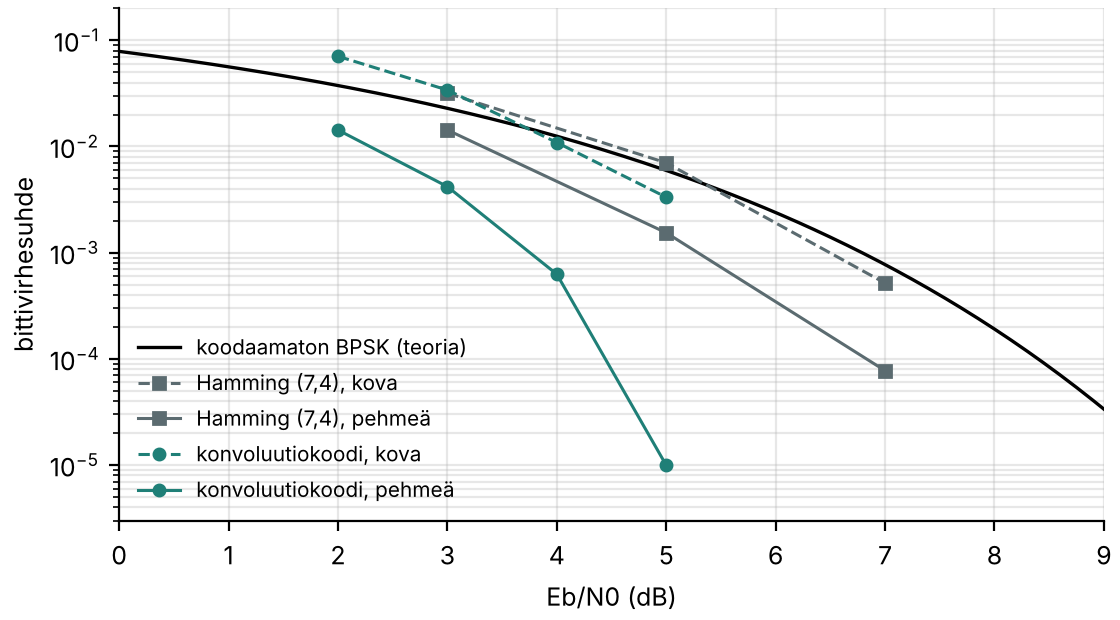 bittivirhesuhde
10⁻¹
10⁻²
10⁻³
10⁻⁴
10⁻⁵
koodaamaton BPSK (teoria)
Hamming (7,4), kova
Hamming (7,4), pehmeä
konvoluutiokoodi, kova
konvoluutiokoodi, pehmeä
0 1 2 3 4 5 6 7 8 9
Eb/N0 (dB)